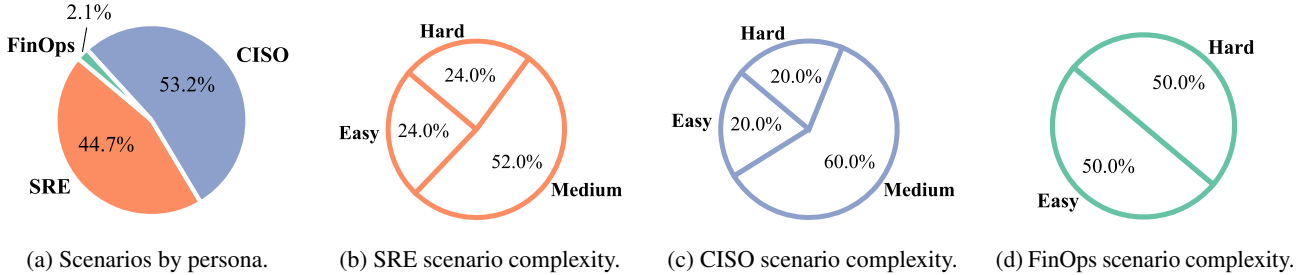 2.1%
FinOps
CISO
53.2%
44.7%
SRE
(a) Scenarios by persona.
Hard
24.0%
Easy
24.0%
52.0%
Medium
(b) SRE scenario complexity.
Hard
20.0%
Easy
20.0%
60.0%
Medium
(c) CISO scenario complexity.
Hard
50.0%
50.0%
Easy
(d) FinOps scenario complexity.